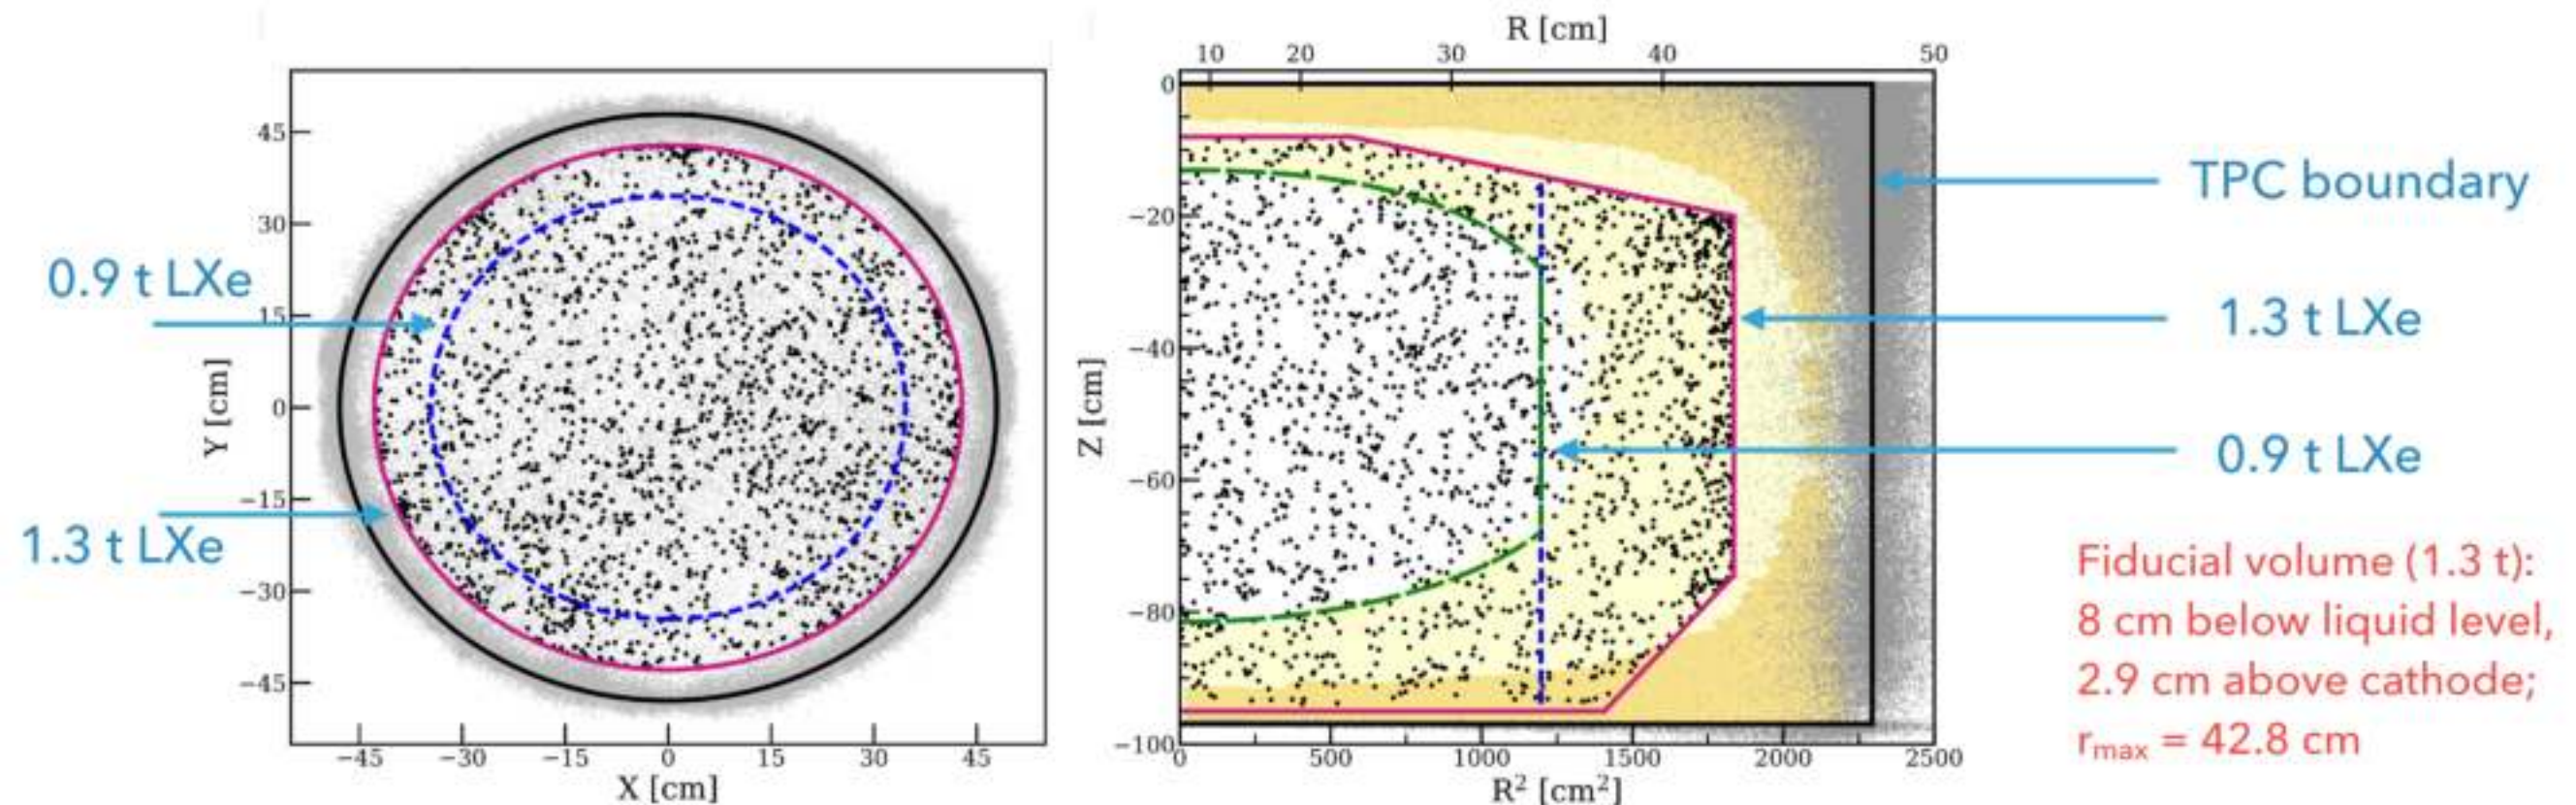 R [cm]
10 20 30 40 50
45
30
15
0
−15
−30
−45
Y [cm]
−45 −30 −15 0 15 30 45
X [cm]
0.9 t LXe
1.3 t LXe
0
−20
−40
−60
−80
−100
Z [cm]
0 500 1000 1500 2000 2500
R² [cm²]
TPC boundary
1.3 t LXe
0.9 t LXe
Fiducial volume (1.3 t):
8 cm below liquid level,
2.9 cm above cathode;
rmax = 42.8 cm